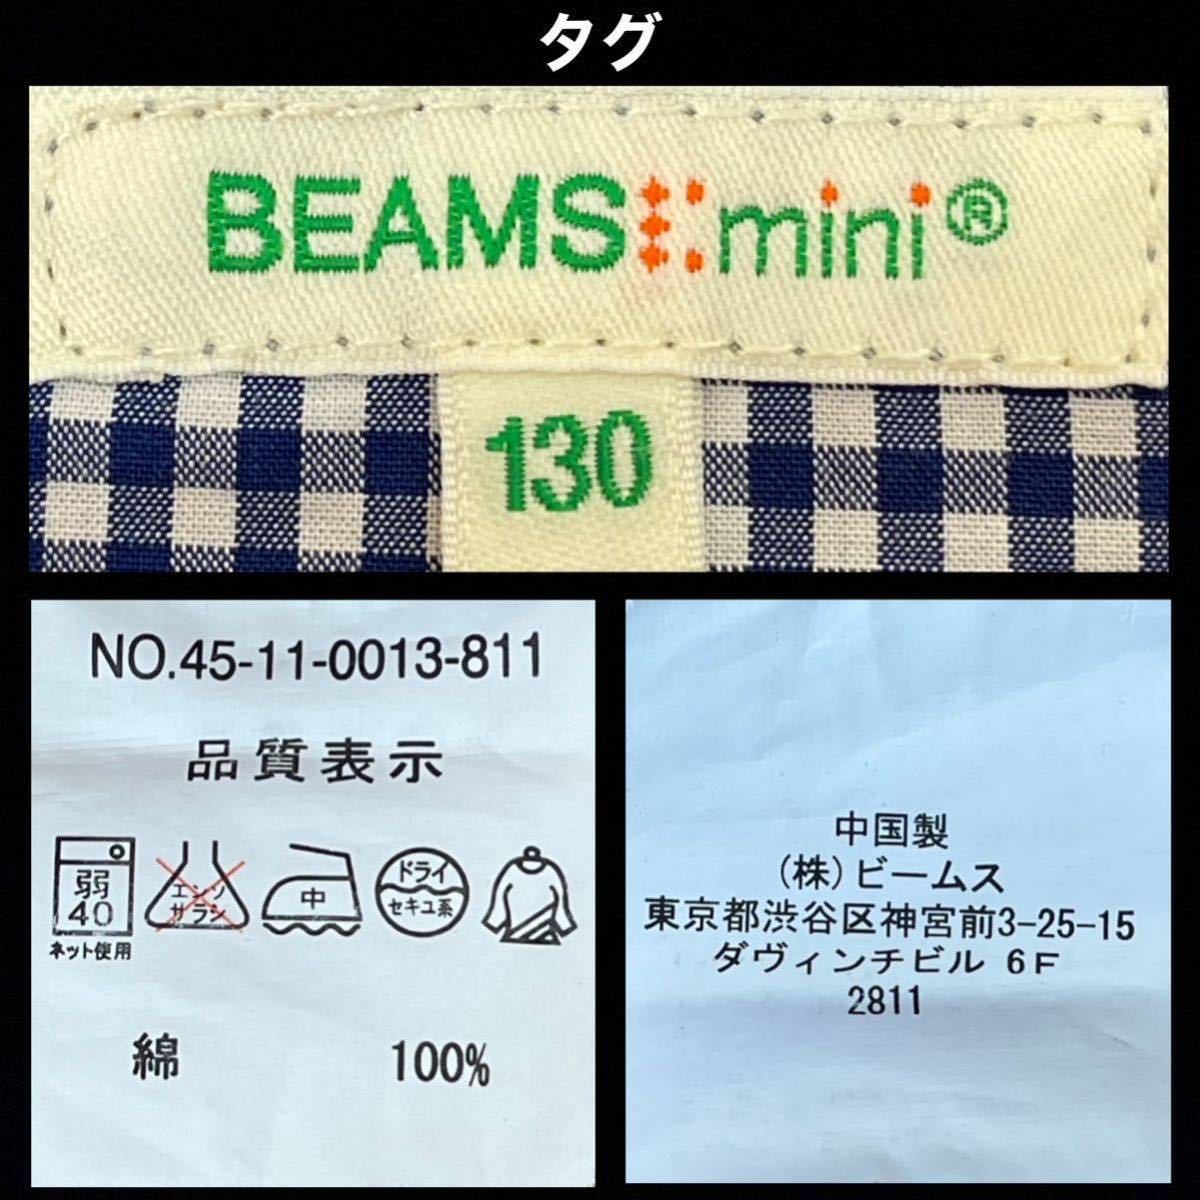 タグ
BEAMS mini®
130
NO.45-11-0013-811
品質表示
弱
40
ネット使用
エンソ
サラシ
中
ドライ
セキユ系
綿 100%
中国製
(株)ビームス
東京都渋谷区神宮前3-25-15
ダヴィンチビル 6F
2811